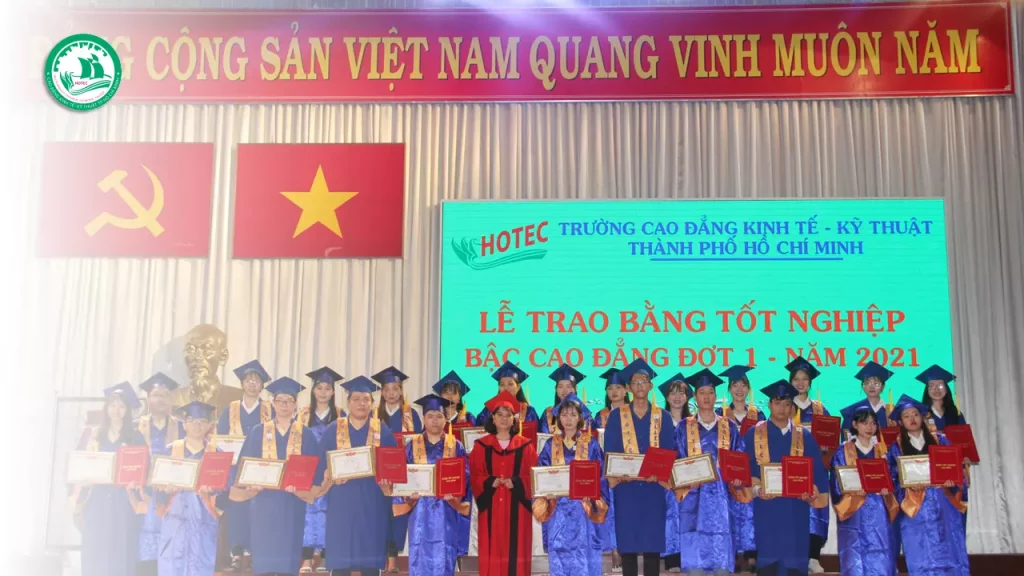 CỘNG SẢN VIỆT NAM QUANG VINH MUÔN NĂM
HOTEC
HOTEC
TRƯỜNG CAO ĐẲNG KINH TẾ - KỸ THUẬT
THÀNH PHỐ HỒ CHÍ MINH
LỄ TRAO BẰNG TỐT NGHIỆP
BẬC CAO ĐẲNG ĐỢT 1 - NĂM 2021